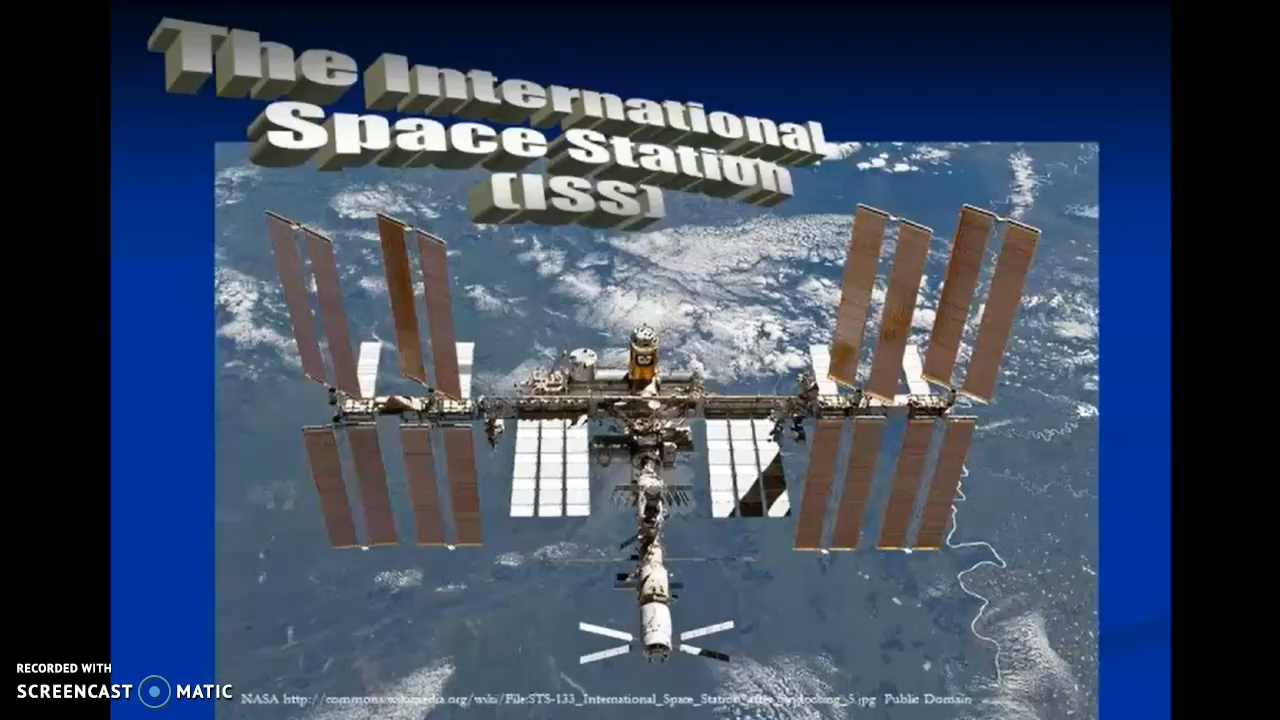 The International
Space Station
(ISS)
RECORDED WITH
SCREENCAST MATIC
NASA http://commons.wikimedia.org/wiki/File:STS-133_International_Space_Station_after_undocking_5.jpg Public Domain